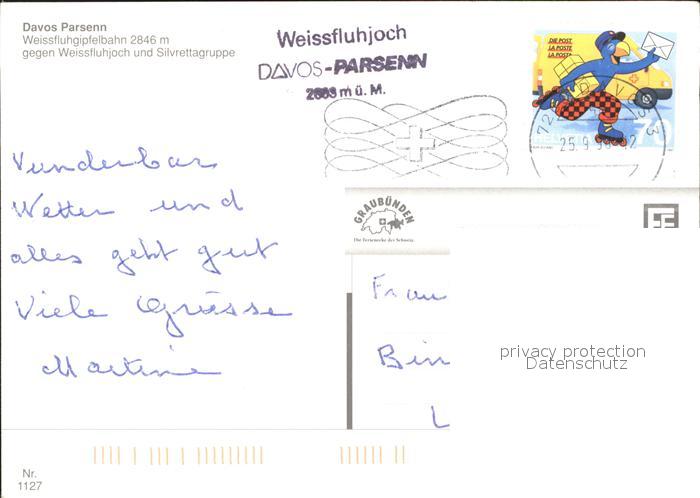 Davos Parsenn
Weissfluhgipfelbahn 2846 m
gegen Weissfluhjoch und Silvrettagruppe
Weissfluhjoch
DAVOS-PARSENN
2663 m ü. M.
DIE POST
LA POSTE
LA POSTA
70
25.9.
Vunderbar
Wetter und
alles geht gut
Viele Grüsse
Martine
GRAUBÜNDEN
Die Ferienecke der Schweiz.
Frau
privacy protection
Datenschutz
Nr.
1127